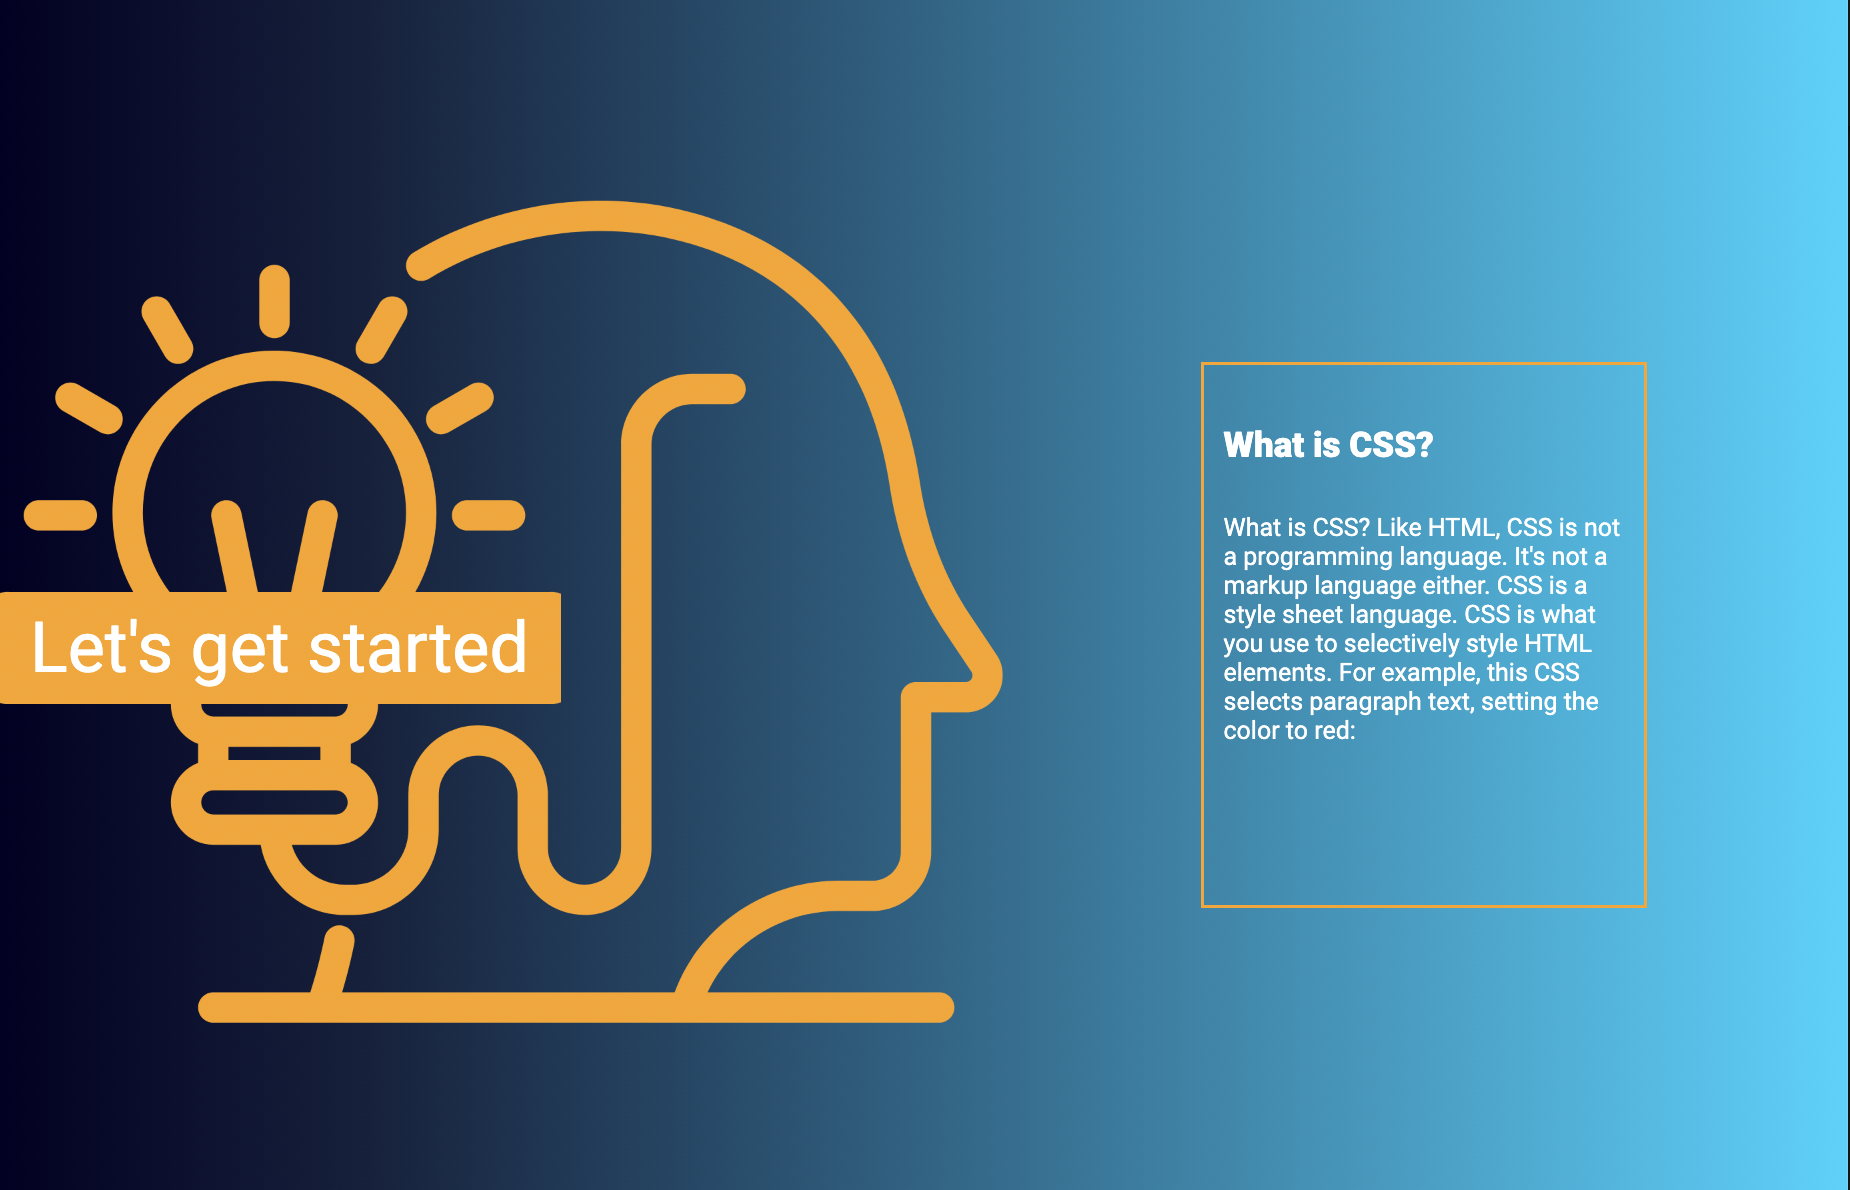 Let's get started
What is CSS?
What is CSS? Like HTML, CSS is not
a programming language. It's not a
markup language either. CSS is a
style sheet language. CSS is what
you use to selectively style HTML
elements. For example, this CSS
selects paragraph text, setting the
color to red: